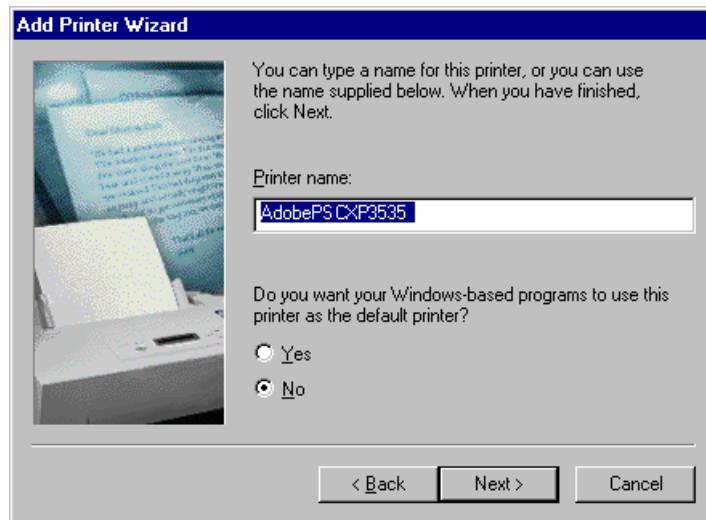 Add Printer Wizard
You can type a name for this printer, or you can use
the name supplied below. When you have finished,
click Next.
Printer name:
AdobePS CXP3535
Do you want your Windows-based programs to use this
printer as the default printer?
Yes
No
< Back
Next >
Cancel